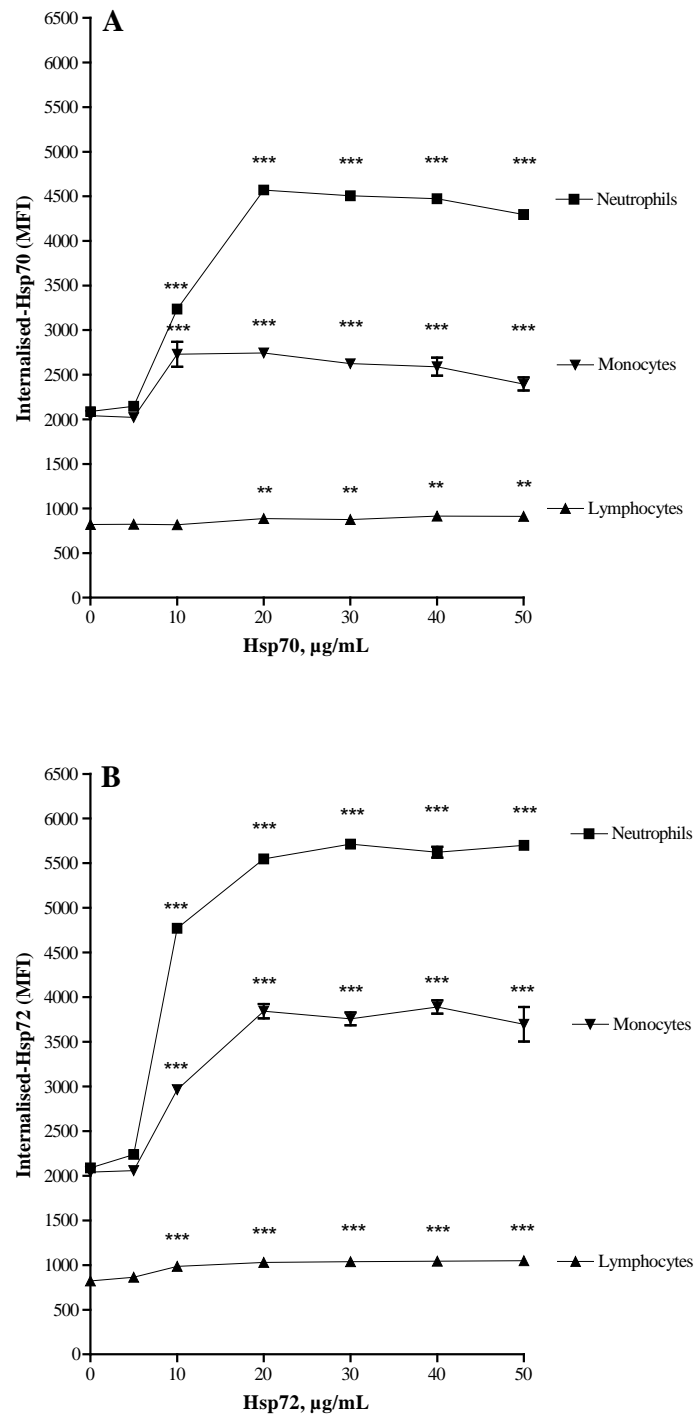 A
6500
6000
5500
5000
4500
4000
3500
3000
2500
2000
1500
1000
500
0
Internalised-Hsp70 (MFI)
*** *** *** ***
Neutrophils
***
*** *** *** *** ***
Monocytes
** ** ** **
Lymphocytes
0 10 20 30 40 50
Hsp70, µg/mL
B
6500
6000
5500
5000
4500
4000
3500
3000
2500
2000
1500
1000
500
0
Internalised-Hsp72 (MFI)
*** *** *** ***
Neutrophils
***
*** *** *** ***
Monocytes
***
*** *** *** *** ***
Lymphocytes
0 10 20 30 40 50
Hsp72, µg/mL